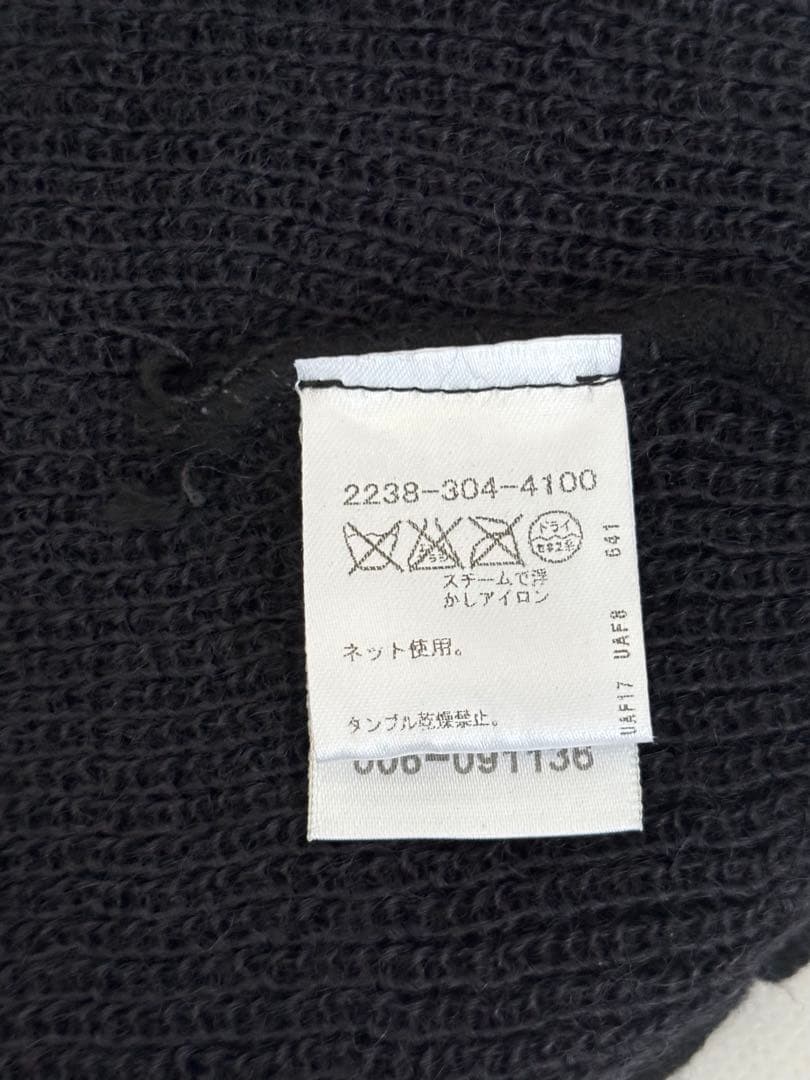 2238-304-4100
ドライ
セキユ系
スチームで浮
かしアイロン
ネット使用。
タンブル乾燥禁止。
UAF17 UAF8 641
006-091136